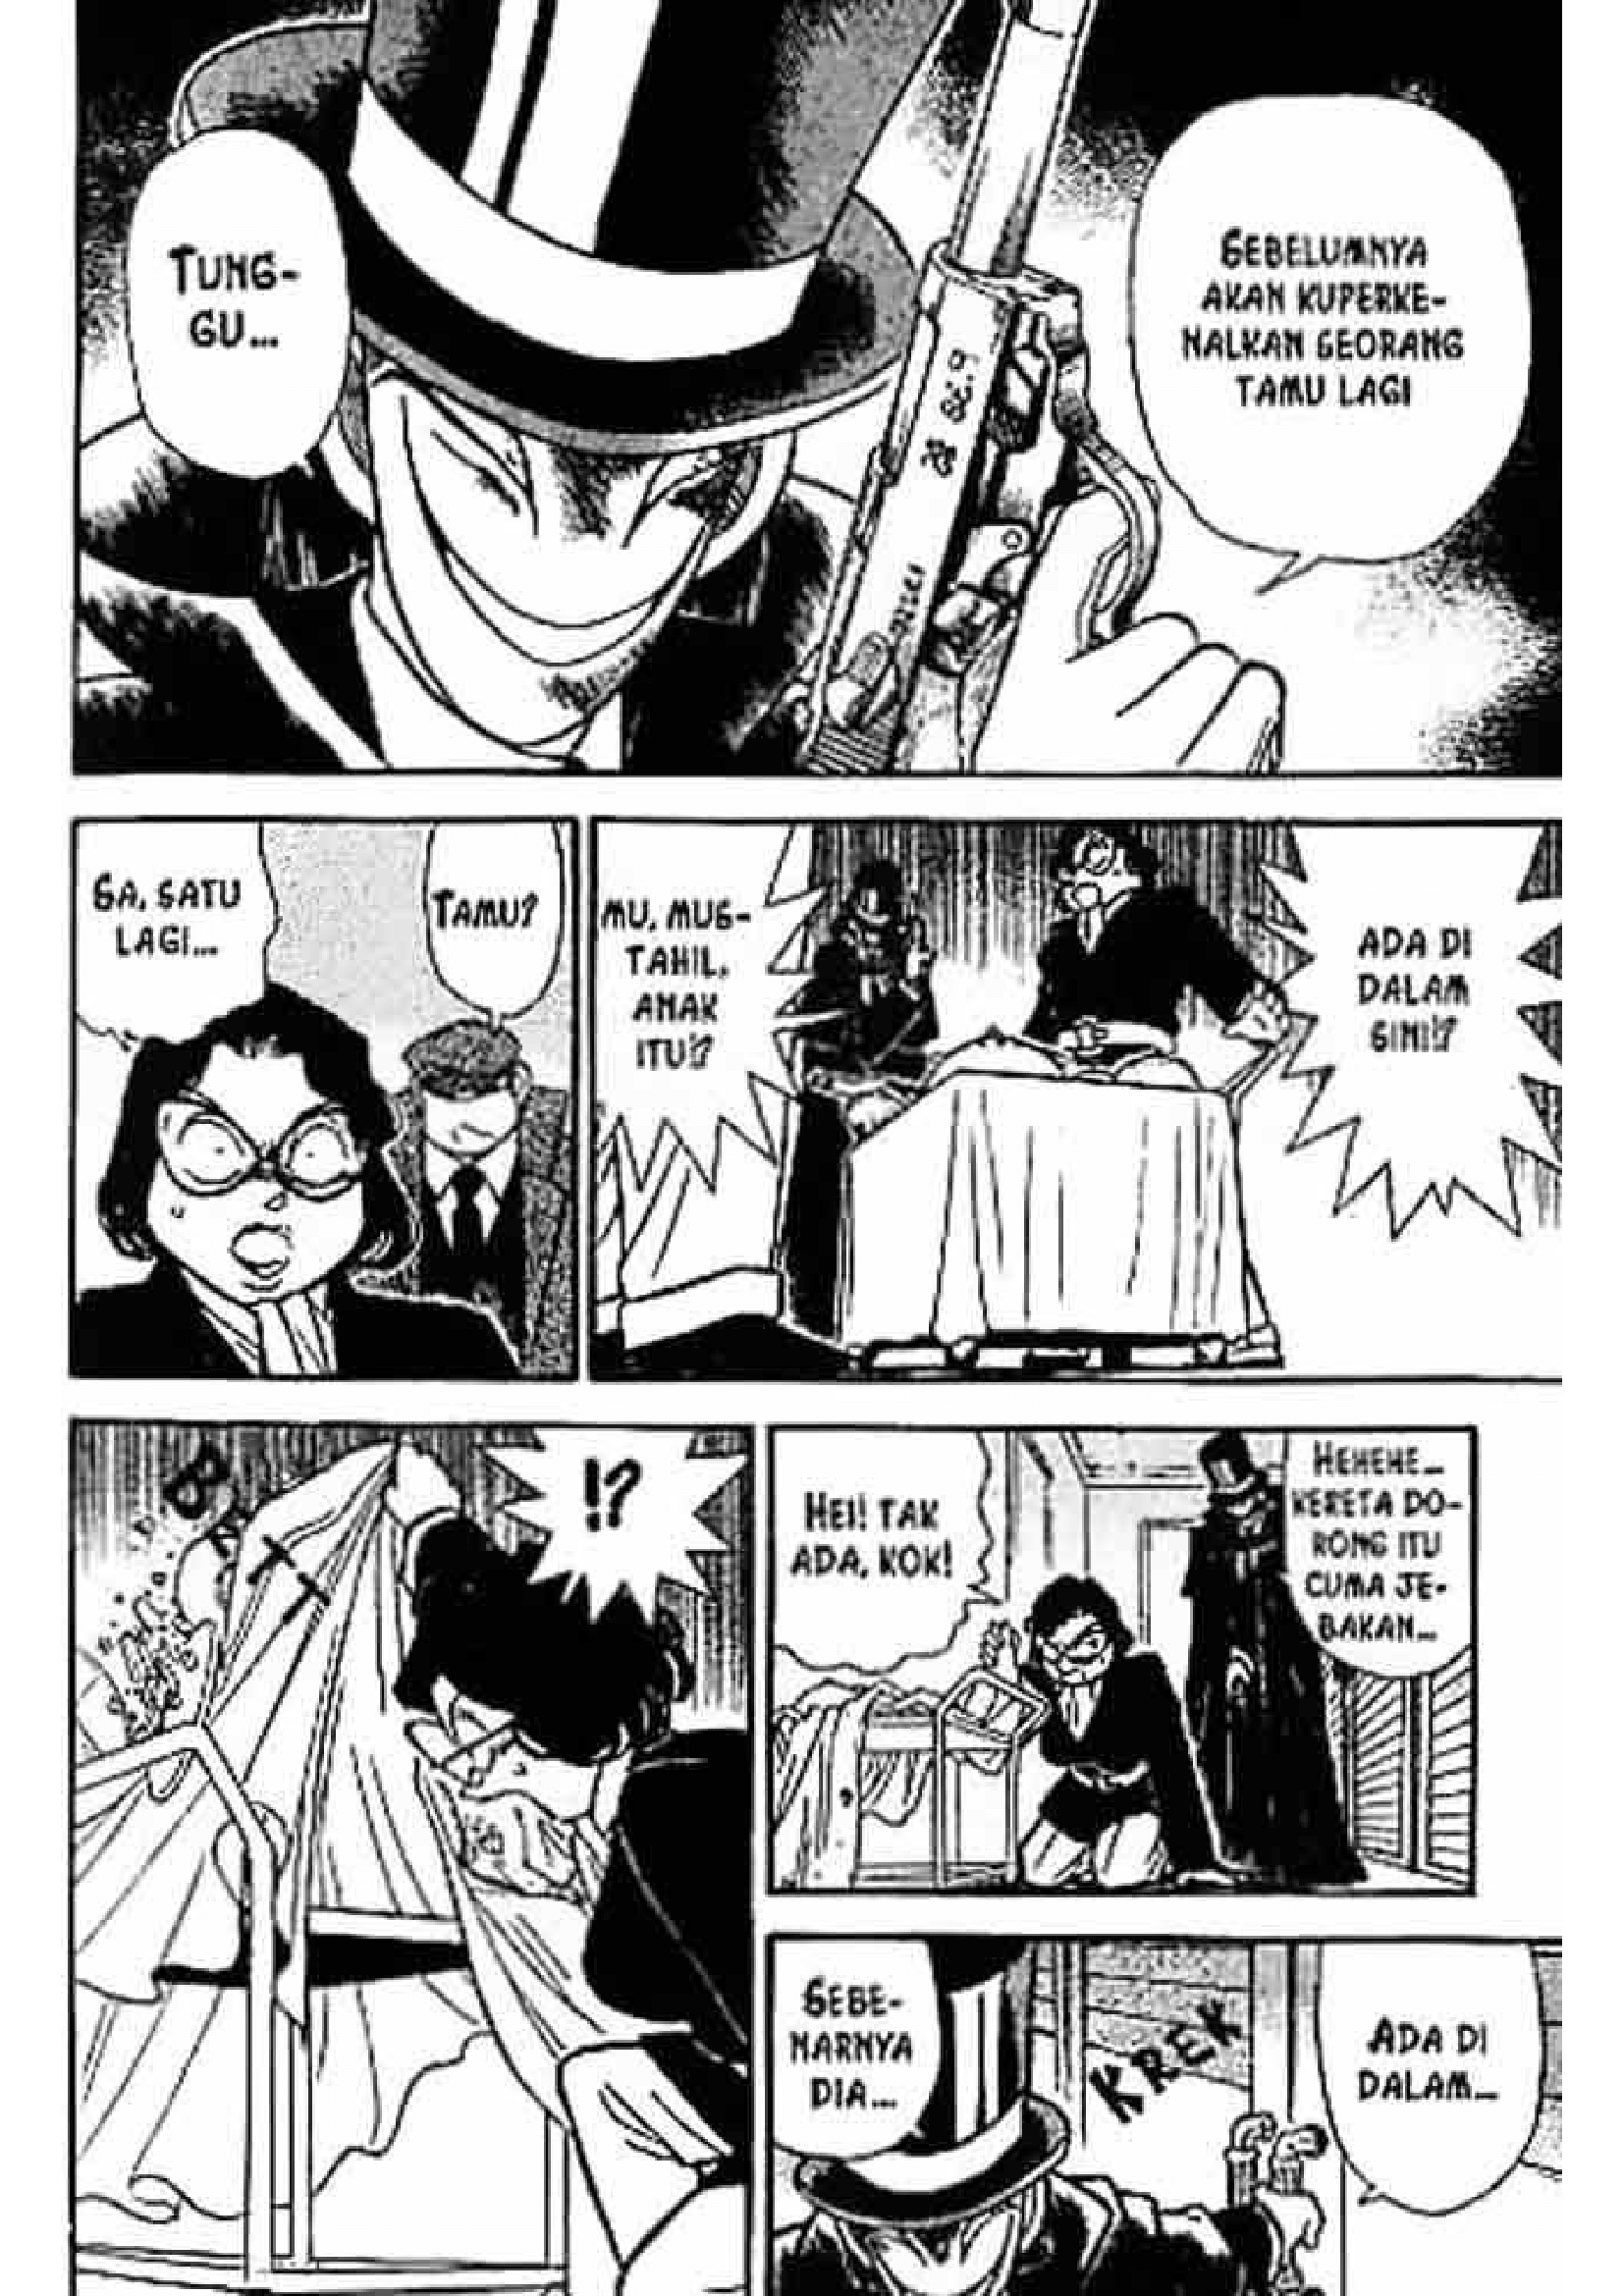 SEBELUMNYA
AKAN KUPERKE-
NALKAN SEORANG
TAMU LAGI
TUNG-
GU...
P38
ADA DI
DALAM
SINI!?
MU, MUS-
TAHIL,
ANAK
ITU!?
TAMU?
SA, SATU
LAGI...
HEHEHE...
KERETA DO-
RONG ITU
CUMA JE-
BAKAN...
HEI! TAK
ADA, KOK!
!?
ADA DI
DALAM...
KREK
SEBE-
NARNYA
DIA...